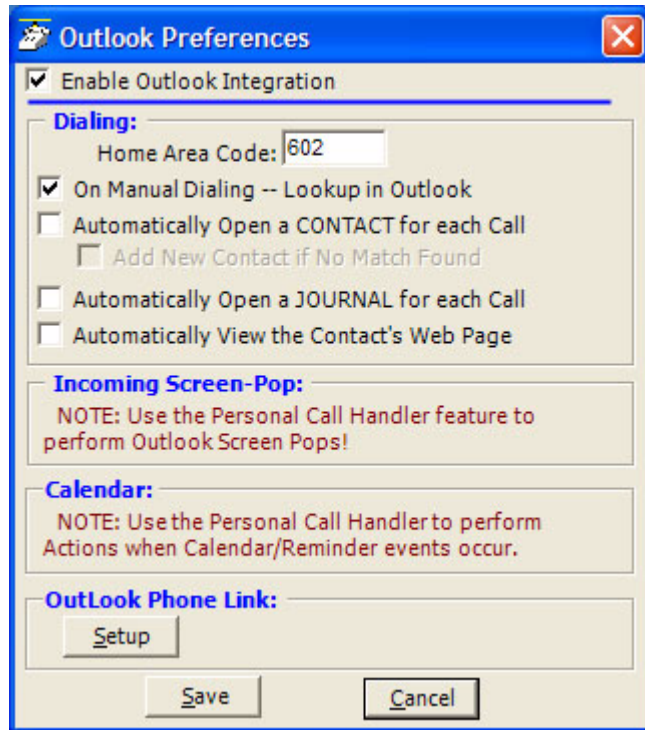 Outlook Preferences
Enable Outlook Integration
Dialing:
Home Area Code: 602
On Manual Dialing -- Lookup in Outlook
Automatically Open a CONTACT for each Call
Add New Contact if No Match Found
Automatically Open a JOURNAL for each Call
Automatically View the Contact's Web Page
Incoming Screen-Pop:
NOTE: Use the Personal Call Handler feature to
perform Outlook Screen Pops!
Calendar:
NOTE: Use the Personal Call Handler to perform
Actions when Calendar/Reminder events occur.
OutLook Phone Link:
Setup
Save Cancel